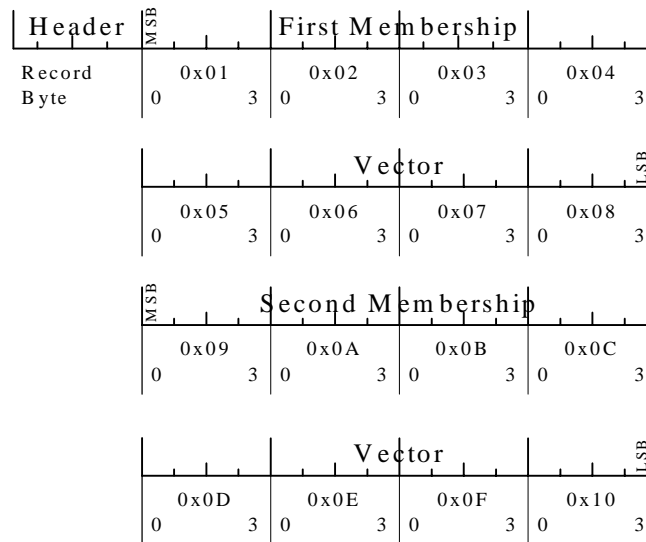 Header MSB First Membership
Record 0x01 0x02 0x03 0x04
Byte 0 3 0 3 0 3 0 3
Vector LSB
0x05 0x06 0x07 0x08
0 3 0 3 0 3 0 3
MSB Second Membership
0x09 0x0A 0x0B 0x0C
0 3 0 3 0 3 0 3
Vector LSB
0x0D 0x0E 0x0F 0x10
0 3 0 3 0 3 0 3